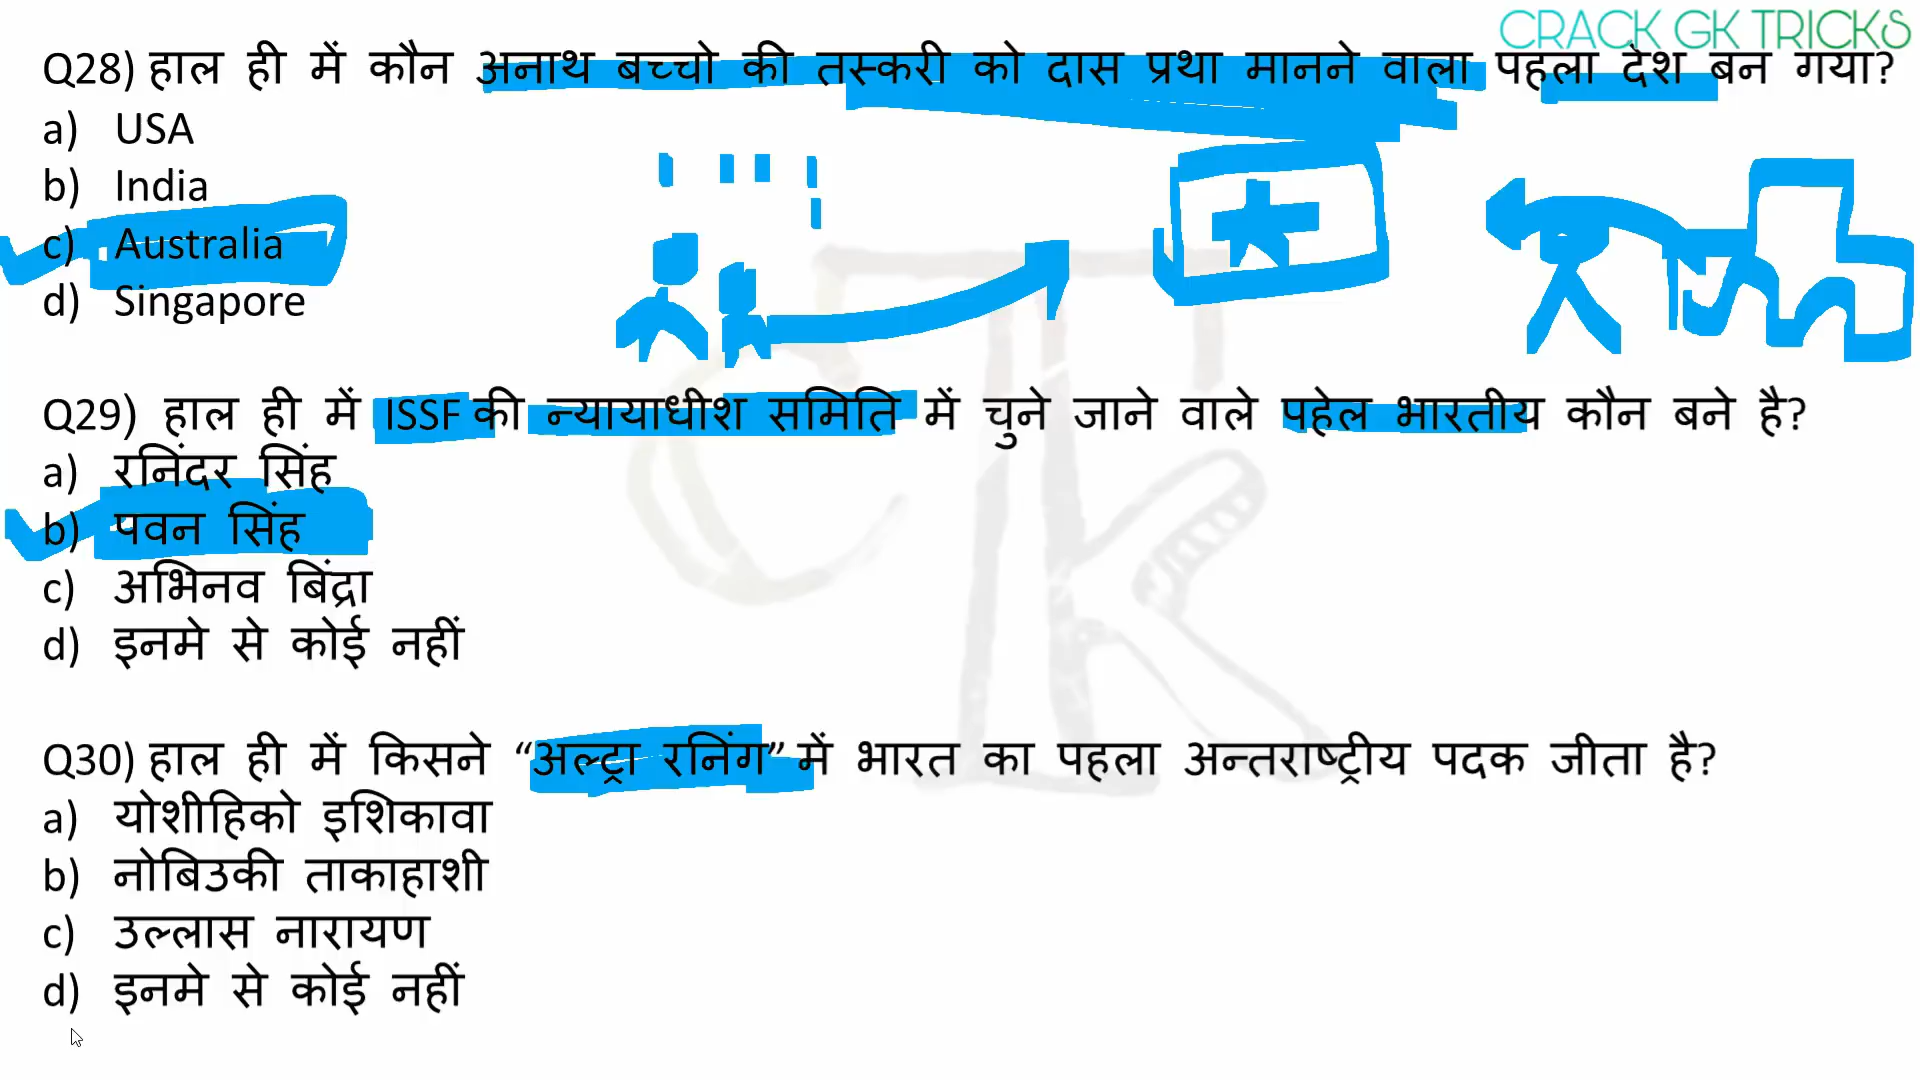 CRACK GK TRICKS
Q28) हाल ही में कौन अनाथ बच्चो की तस्करी को दास प्रथा मानने वाला पहला देश बन गया?
a) USA
b) India
c) Australia
d) Singapore
Q29) हाल ही में ISSF की न्यायाधीश समिति में चुने जाने वाले पहेल भारतीय कौन बने है?
a) रनिंदर सिंह
b) पवन सिंह
c) अभिनव बिंद्रा
d) इनमे से कोई नहीं
Q30) हाल ही में किसने “अल्ट्रा रनिंग” में भारत का पहला अन्तराष्ट्रीय पदक जीता है?
a) योशीहिको इशिकावा
b) नोबिउकी ताकाहाशी
c) उल्लास नारायण
d) इनमे से कोई नहीं